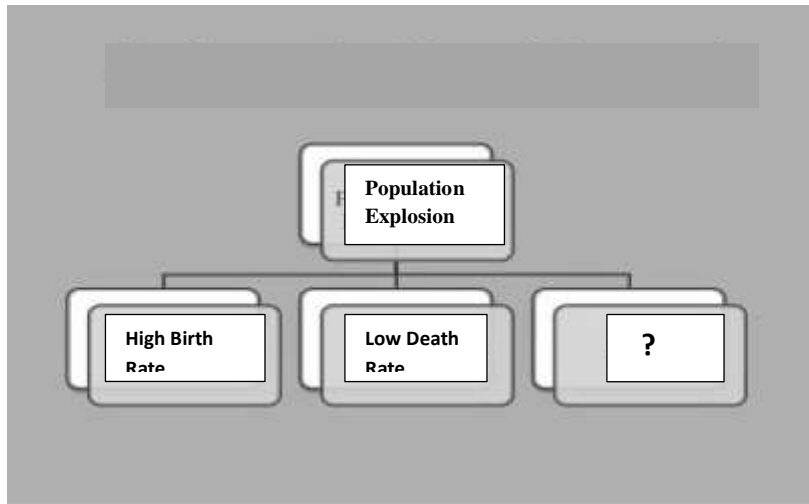 Population
Explosion
High Birth
Rate
Low Death
Rate
?